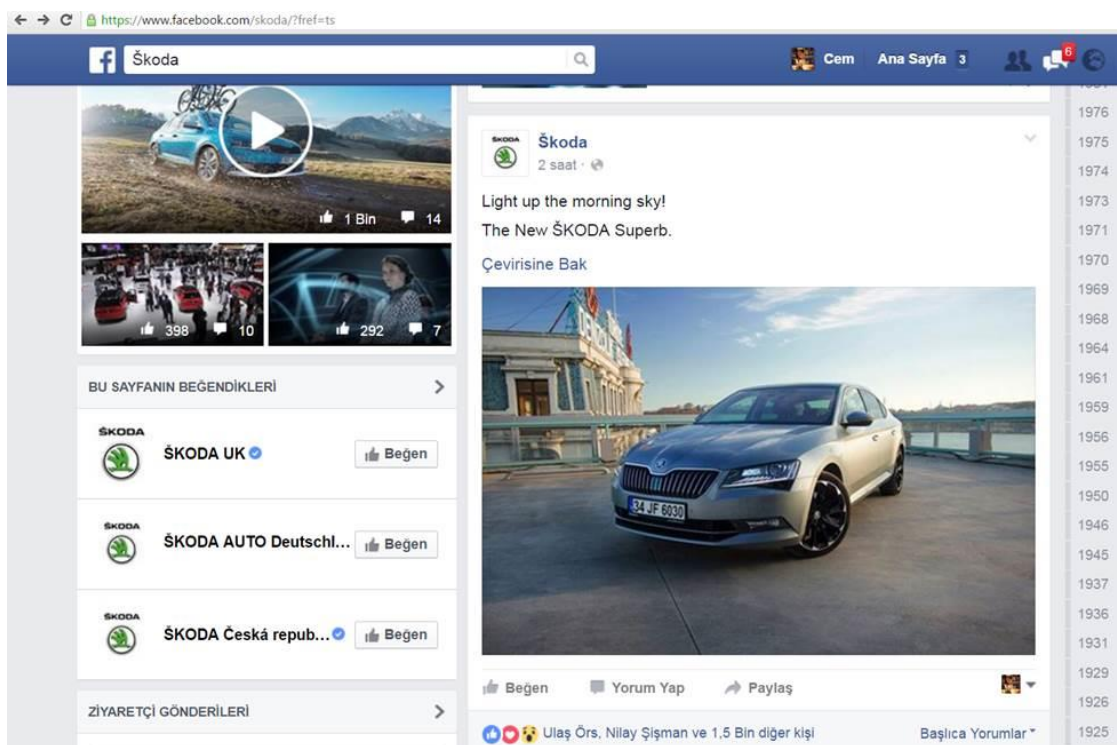 https://www.facebook.com/skoda/?fref=ts
Škoda
Cem
Ana Sayfa 3
6
1 Bin 14
398 10
292 7
BU SAYFANIN BEĞENDİKLERİ
ŠKODA
ŠKODA UK
Beğen
ŠKODA
ŠKODA AUTO Deutschl...
Beğen
ŠKODA
ŠKODA Česká repub...
Beğen
ZİYARETÇİ GÖNDERİLERİ
ŠKODA
Škoda
2 saat ·
Light up the morning sky!
The New ŠKODA Superb.
Çevirisine Bak
34 JF 6030
Beğen Yorum Yap Paylaş
Ulaş Örs, Nilay Şişman ve 1,5 Bin diğer kişi
Başlıca Yorumlar
1976
1975
1974
1973
1971
1970
1969
1968
1964
1961
1959
1956
1955
1950
1946
1945
1937
1936
1931
1929
1926
1925